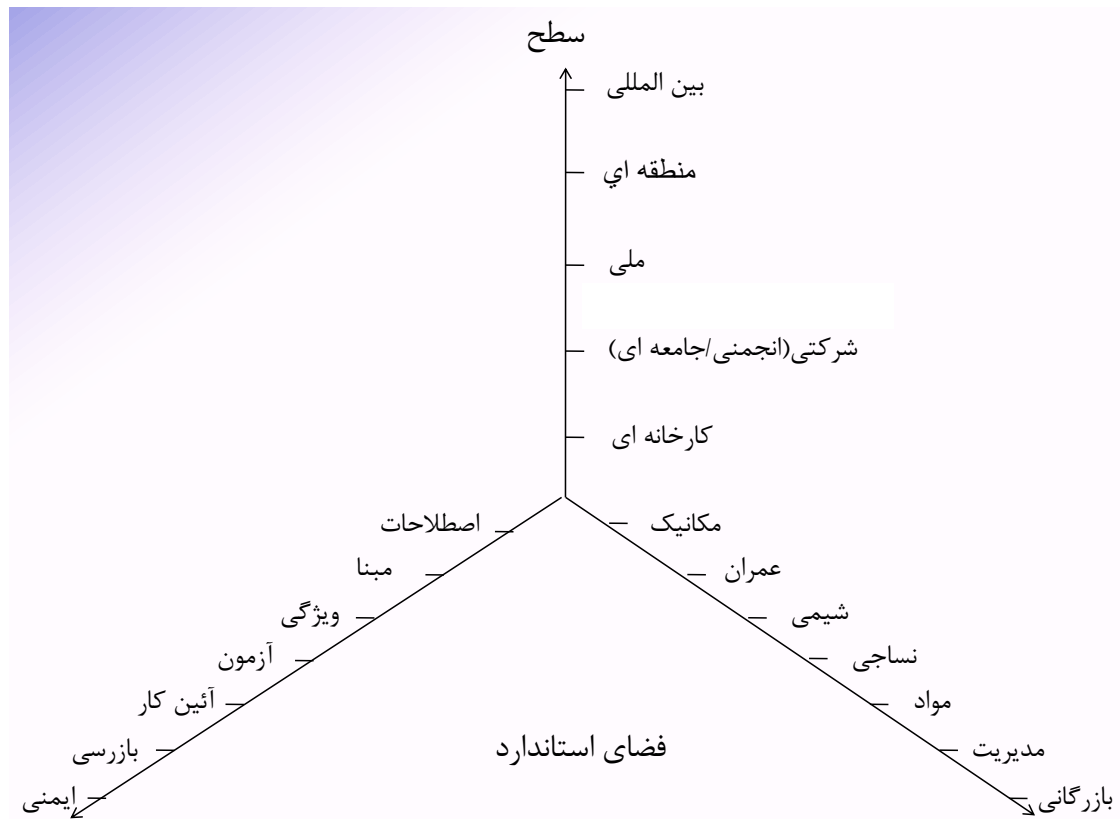 سطح
بین المللی
منطقه اي
ملی
شرکتی(انجمنی/جامعه ای)
کارخانه ای
مکانیک
عمران
شیمی
نساجی
مواد
مدیریت
بازرگانی
اصطلاحات
مبنا
ویژگی
آزمون
آئین کار
بازرسی
ایمنی
فضای استاندارد